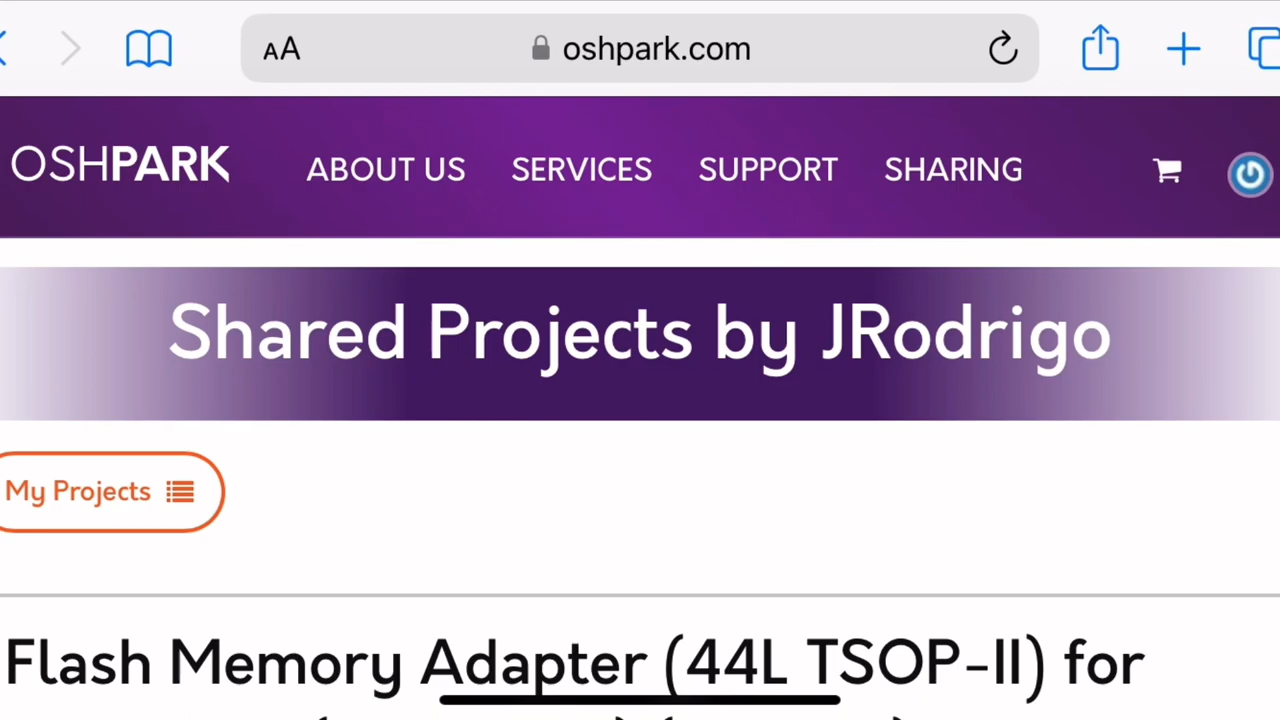 AA oshpark.com
OSHPARK ABOUT US SERVICES SUPPORT SHARING
Shared Projects by JRodrigo
My Projects
Flash Memory Adapter (44L TSOP-II) for